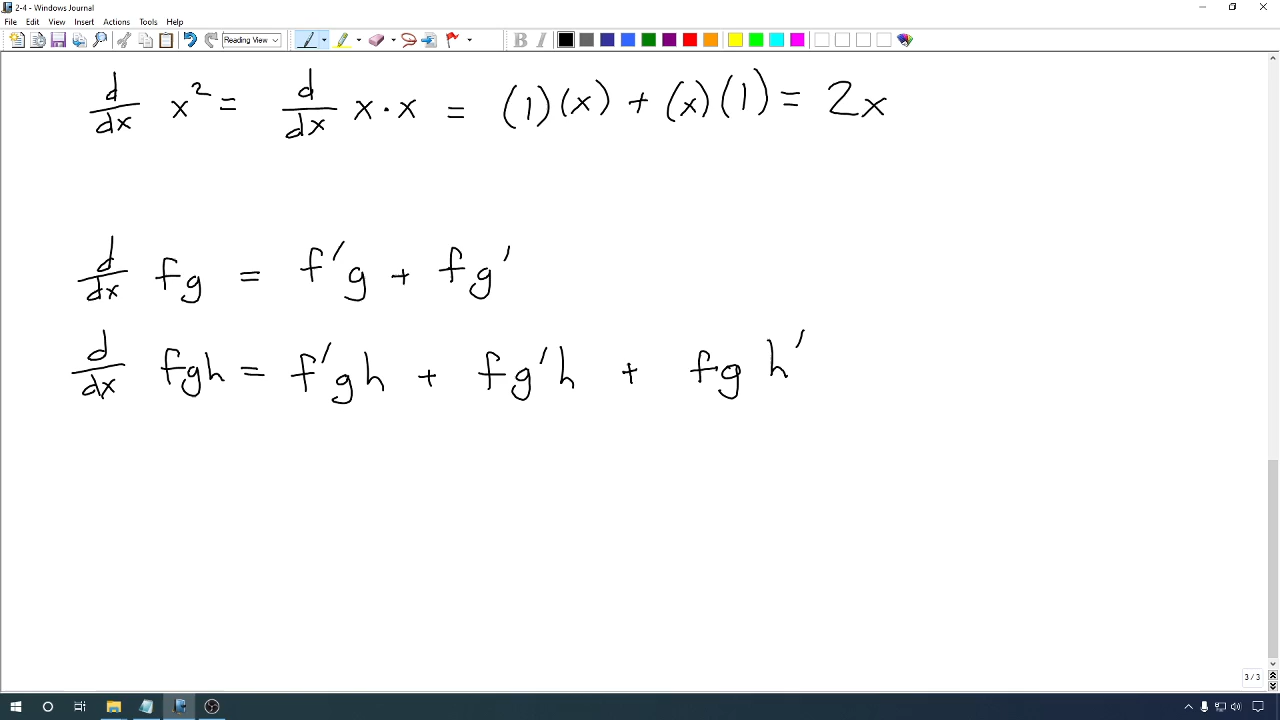 2-4 - Windows Journal
File Edit View Insert Actions Tools Help
Reading View
B I
d/dx x² = d/dx x·x = (1)(x) + (x)(1) = 2x
d/dx fg = f'g + fg'
d/dx fgh = f'gh + fg'h + fgh'
3 / 3